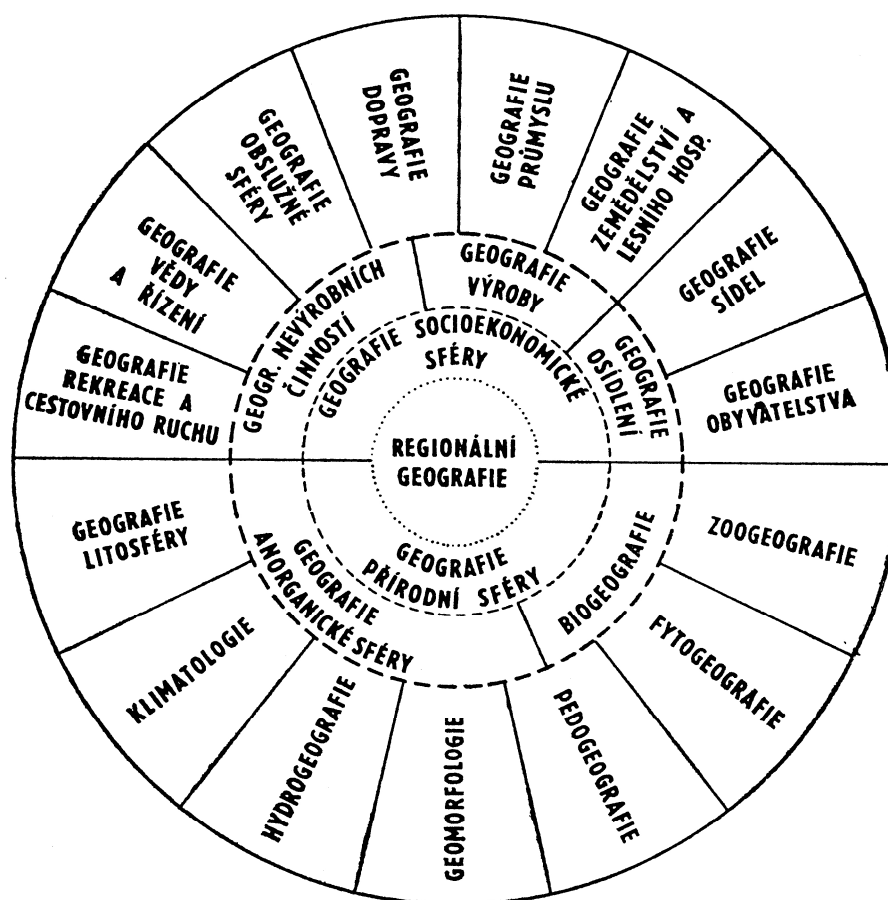 GEOGRAFIE
DOPRAVY
GEOGRAFIE
PRŮMYSLU
GEOGRAFIE
ZEMĚDĚLSTVÍ A
LESNÍHO HOSP.
GEOGRAFIE
SÍDEL
GEOGRAFIE
OBYVATELSTVA
GEOGRAFIE
OBSLUŽNÉ
SFÉRY
GEOGRAFIE
VĚDY
A ŘÍZENÍ
GEOGRAFIE
REKREACE A
CESTOVNÍHO RUCHU
GEOGR. NEVÝROBNÍCH
ČINNOSTÍ
GEOGRAFIE
VÝROBY
GEOGRAFIE
OSÍDLENÍ
GEOGRAFIE SOCIOEKONOMICKÉ
SFÉRY
REGIONÁLNÍ
GEOGRAFIE
GEOGRAFIE
PŘÍRODNÍ SFÉRY
GEOGRAFIE
ANORGANICKÉ SFÉRY
BIOGEOGRAFIE
GEOGRAFIE
LITOSFÉRY
KLIMATOLOGIE
HYDROGEOGRAFIE
GEOMORFOLOGIE
PEDOGEOGRAFIE
FYTOGEOGRAFIE
ZOOGEOGRAFIE